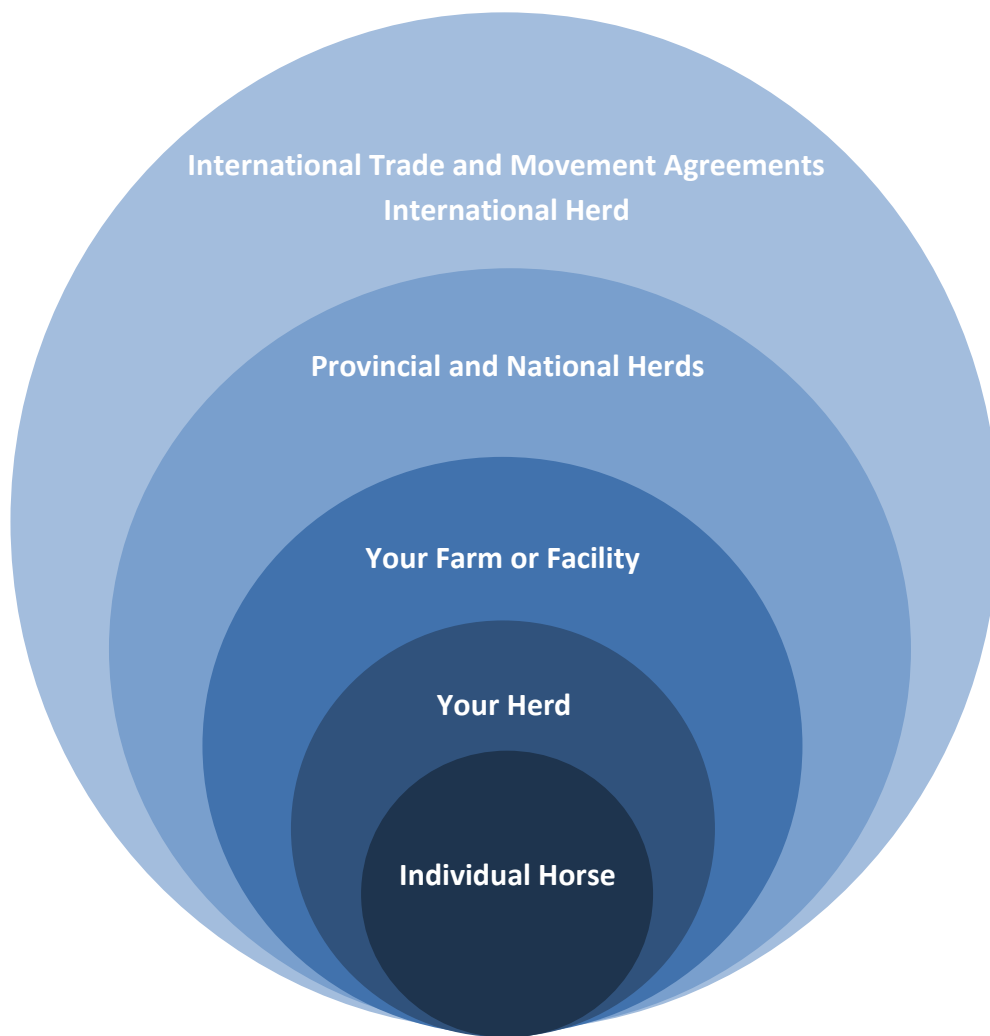 International Trade and Movement Agreements
International Herd
Provincial and National Herds
Your Farm or Facility
Your Herd
Individual Horse